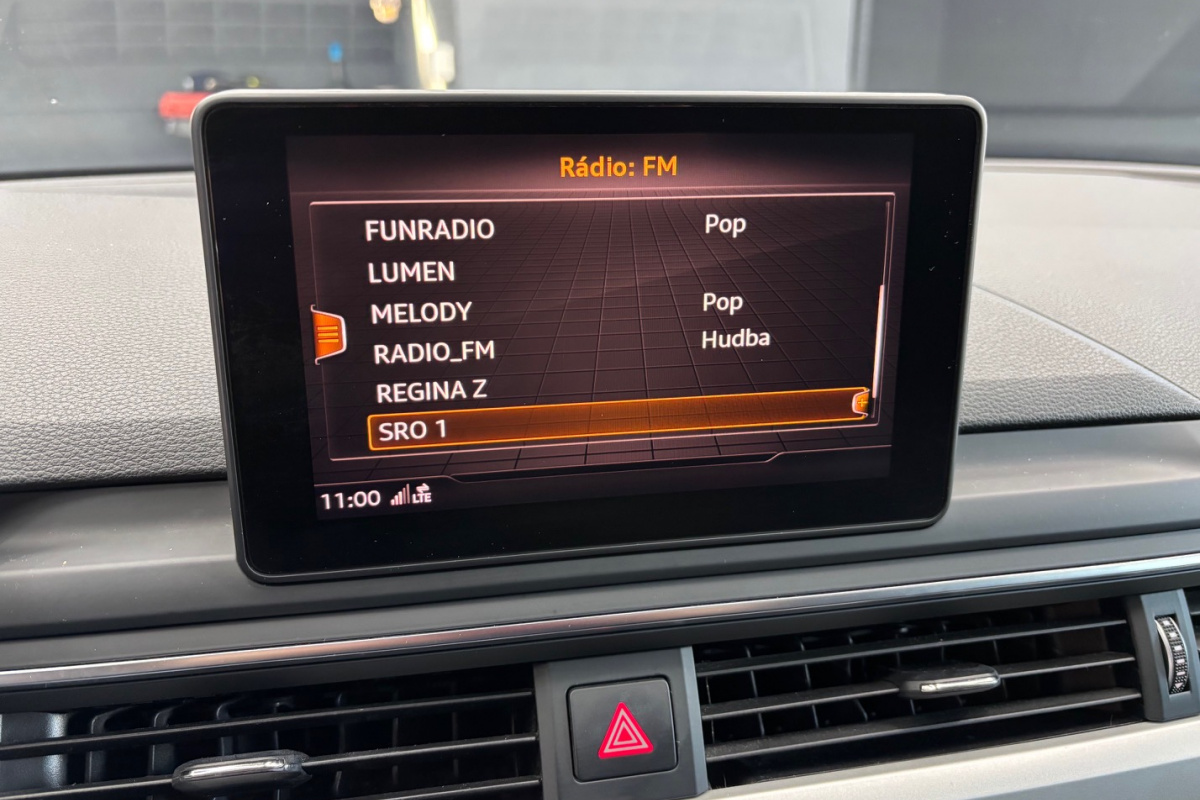 Rádio: FM
FUNRADIO Pop
LUMEN
MELODY Pop
RADIO_FM Hudba
REGINA Z
SRO 1
11:00 LTE